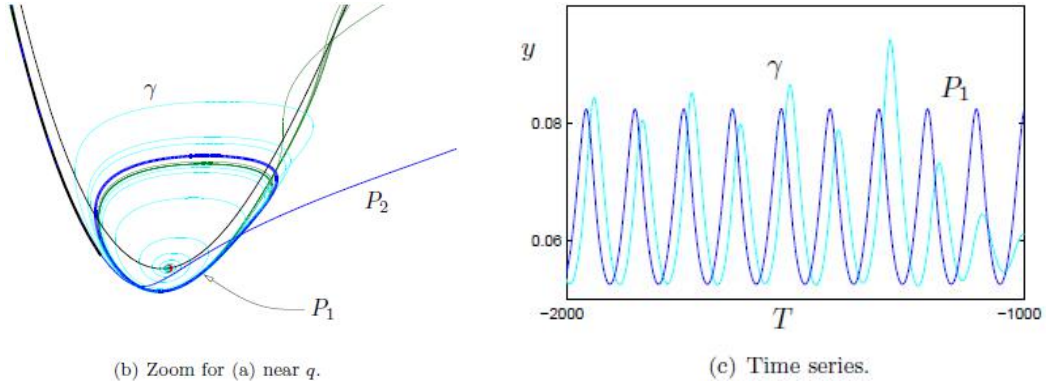 γ
P₂
P₁
(b) Zoom for (a) near q.
y
γ
P₁
0.08
0.06
−2000
T
−1000
(c) Time series.